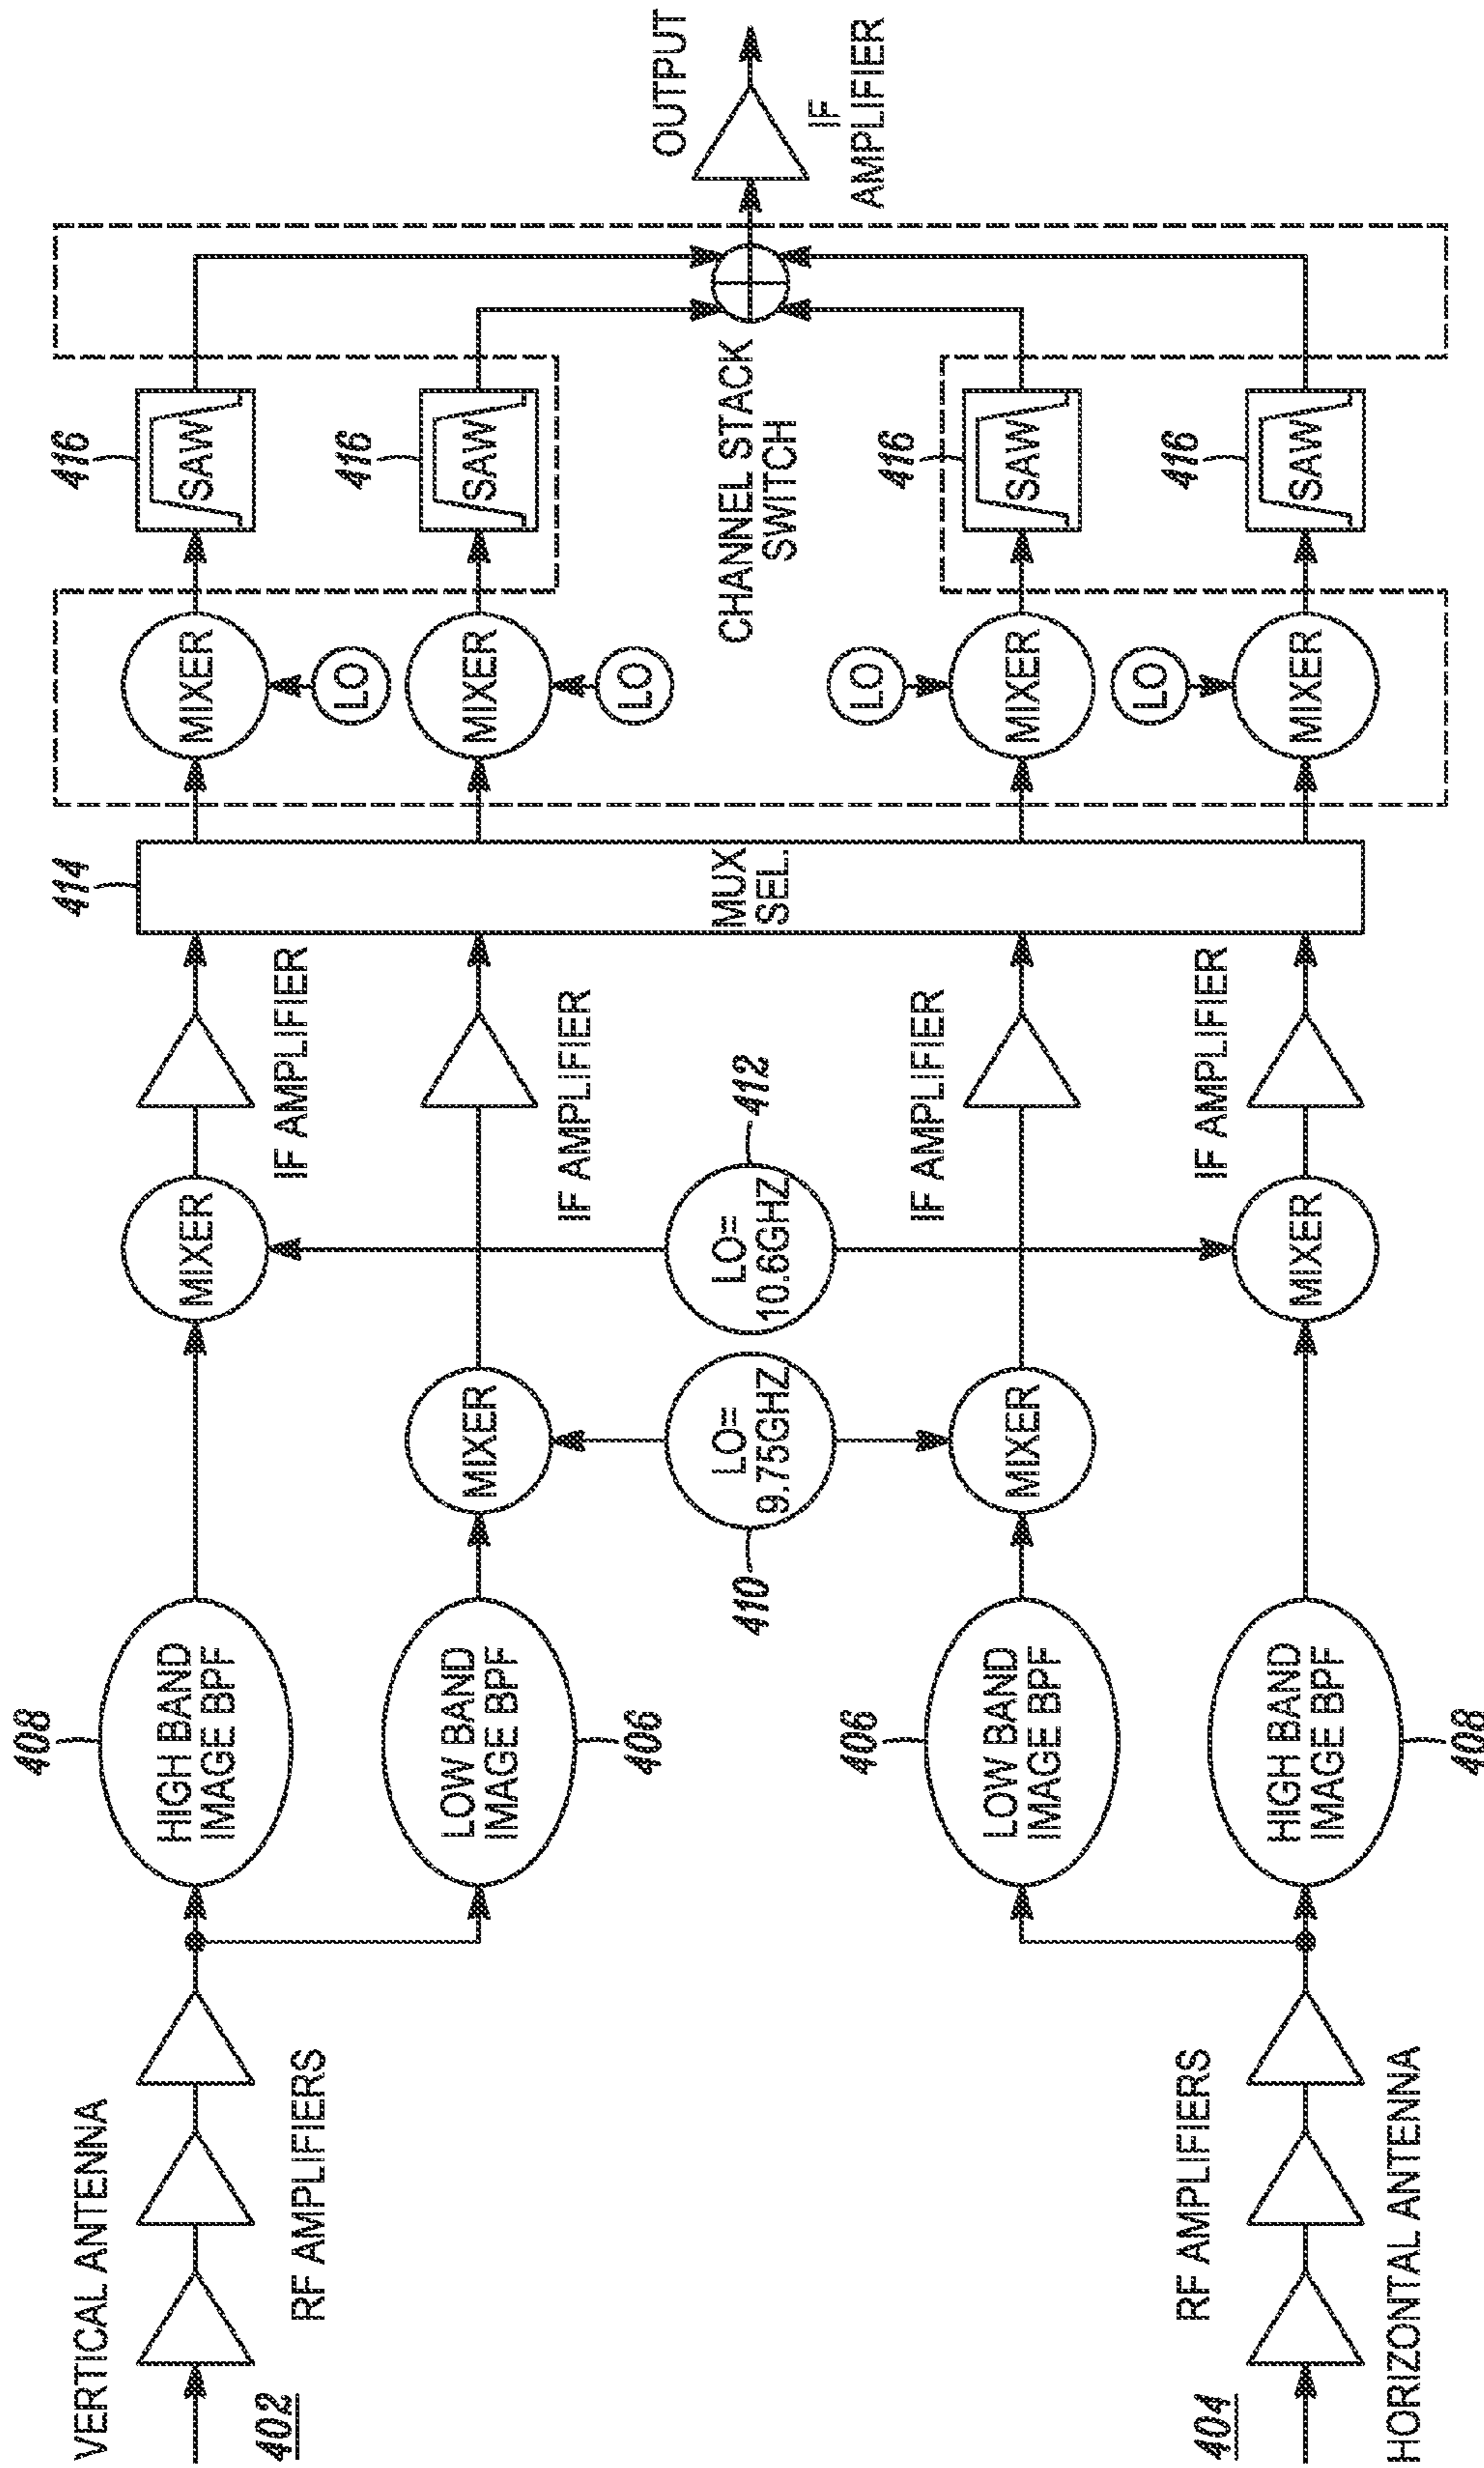 VERTICAL ANTENNA
402
RF AMPLIFIERS
408
HIGH BAND
IMAGE BPF
MIXER
IF AMPLIFIER
414
MIXER
LO
416
SAW
LOW BAND
IMAGE BPF
406
MIXER
IF AMPLIFIER
MIXER
LO
416
SAW
OUTPUT
410
LO=
9.75GHZ
LO=
10.6GHZ
412
MUX
SEL.
CHANNEL STACK
SWITCH
IF
AMPLIFIER
406
LOW BAND
IMAGE BPF
MIXER
IF AMPLIFIER
LO
MIXER
416
SAW
RF AMPLIFIERS
404
HORIZONTAL ANTENNA
HIGH BAND
IMAGE BPF
408
MIXER
IF AMPLIFIER
LO
MIXER
416
SAW